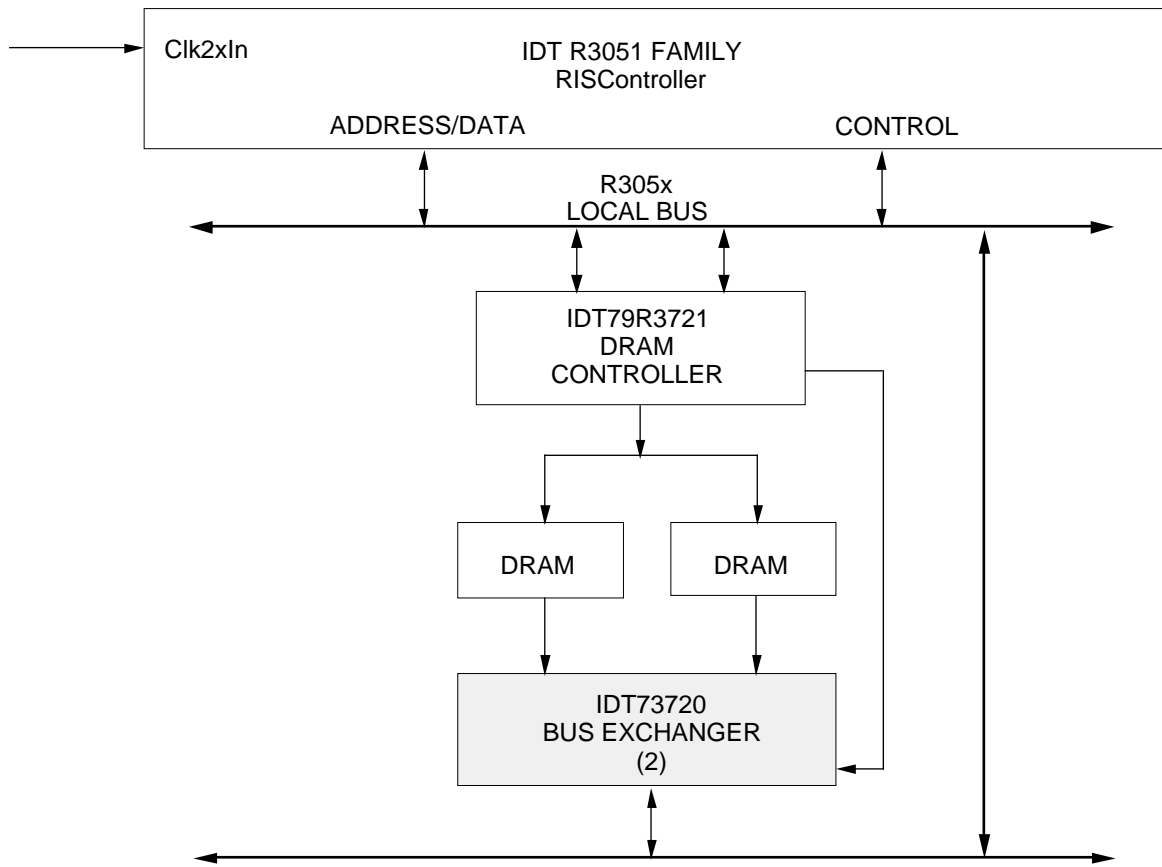 Clk2xIn
IDT R3051 FAMILY
RISController
ADDRESS/DATA
CONTROL
R305x
LOCAL BUS
IDT79R3721
DRAM
CONTROLLER
DRAM
DRAM
IDT73720
BUS EXCHANGER
(2)